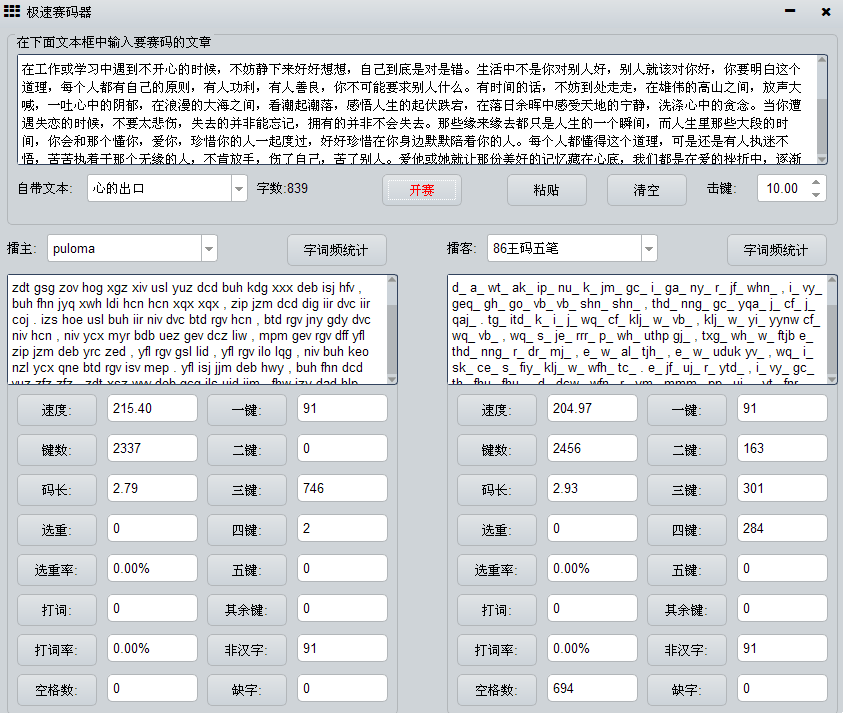 极速赛码器
在下面文本框中输入要赛码的文章
在工作或学习中遇到不开心的时候，不妨静下来好好想想，自己到底是对是错。生活中不是你对别人好，别人就该对你好，你要明白这个
道理，每个人都有自己的原则，有人功利，有人善良，你不可能要求别人什么。有时间的话，不妨到处走走，在雄伟的高山之间，放声大
喊，一吐心中的阴郁，在浪漫的大海之间，看潮起潮落，感悟人生的起伏跌宕，在落日余晖中感受天地的宁静，洗涤心中的贪念。当你遭
遇失恋的时候，不要太悲伤，失去的并非能忘记，拥有的并非不会失去。那些缘来缘去都只是人生的一个瞬间，而人生里那些大段的时
间，你会和那个懂你，爱你，珍惜你的人一起度过，好好珍惜在你身边默默陪着你的人。每个人都懂得这个道理，可是还是有人执迷不
悟，苦苦执着于那个无缘的人，不肯放手，伤了自己，苦了别人。爱他或她就让那份美好的记忆藏在心底，我们都是在爱的挫折中，逐渐
自带文本: 心的出口 字数:839 开赛 粘贴 清空 击键: 10.00
擂主: puloma 字词频统计 擂客: 86王码五笔 字词频统计
zdt gsg zov hog xgz xiv usl yuz dcd buh kdg xxx deb isj hfv ,
buh fhn jyq xwh ldi hcn hcn xqx xqx , zip jzm dcd dig iir dvc iir
coj . izs hoe usl buh iir niv dvc btd rgv hcn , btd rgv jny gdy dvc
niv hcn , niv ycx myr bdb uez gev dcz liw , mpm gev rgv dff yfl
zip jzm deb yrc zed , yfl rgv gsl lid , yfl rgv ilo lqg , niv buh keo
nzl ycx qne btd rgv isv mep . yfl isj jjm deb hwy , buh fhn dcd
d_ a_ wt_ ak_ ip_ nu_ k_ jm_ gc_ i_ ga_ ny_ r_ jf_ whn_ , i_ vy_
geq_ gh_ go_ vb_ vb_ shn_ shn_ , thd_ nng_ gc_ yqa_ j_ cf_ j_
qaj_ . tg_ itd_ k_ i_ j_ wq_ cf_ klj_ w_ vb_ , klj_ w_ yi_ yynw cf_
wq_ vb_ , wq_ s_ je_ rrr_ p_ wh_ uthp gj_ , txg_ wh_ w_ ftjb e_
thd_ nng_ r_ dr_ mj_ , e_ w_ al_ tjh_ , e_ w_ uduk yv_ , wq_ i_
sk_ ce_ s_ fiy_ klj_ w_ wfh_ tc_ . e_ jf_ uj_ r_ ytd_ , i_ vy_ gc_
速度: 215.40 一键: 91 速度: 204.97 一键: 91
键数: 2337 二键: 0 键数: 2456 二键: 163
码长: 2.79 三键: 746 码长: 2.93 三键: 301
选重: 0 四键: 2 选重: 0 四键: 284
选重率: 0.00% 五键: 0 选重率: 0.00% 五键: 0
打词: 0 其余键: 0 打词: 0 其余键: 0
打词率: 0.00% 非汉字: 91 打词率: 0.00% 非汉字: 91
空格数: 0 缺字: 0 空格数: 694 缺字: 0